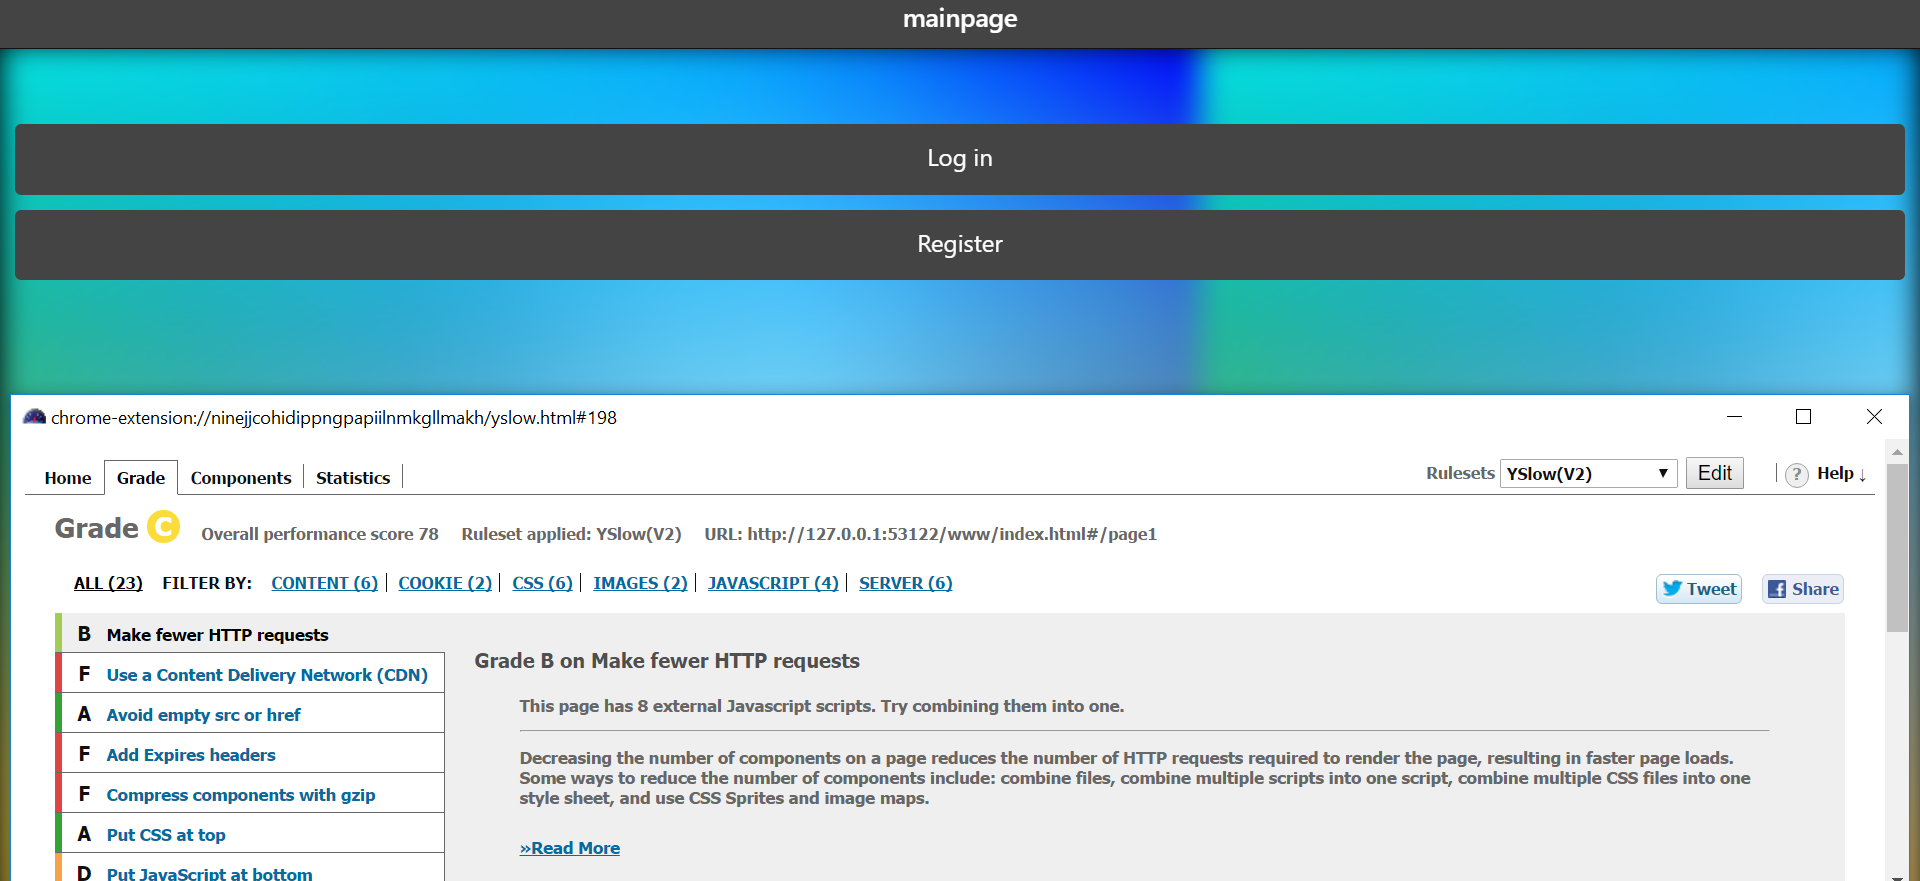 mainpage
Log in
Register
chrome-extension://ninejjcohidippngpapiilnmkgllmakh/yslow.html#198
Home Grade Components Statistics Rulesets YSlow(V2) Edit ? Help ↓
Grade C Overall performance score 78 Ruleset applied: YSlow(V2) URL: http://127.0.0.1:53122/www/index.html#/page1
ALL (23) FILTER BY: CONTENT (6) COOKIE (2) CSS (6) IMAGES (2) JAVASCRIPT (4) SERVER (6)
Tweet Share
B Make fewer HTTP requests
F Use a Content Delivery Network (CDN)
A Avoid empty src or href
F Add Expires headers
F Compress components with gzip
A Put CSS at top
D Put JavaScript at bottom
Grade B on Make fewer HTTP requests
This page has 8 external Javascript scripts. Try combining them into one.
Decreasing the number of components on a page reduces the number of HTTP requests required to render the page, resulting in faster page loads.
Some ways to reduce the number of components include: combine files, combine multiple scripts into one script, combine multiple CSS files into one
style sheet, and use CSS Sprites and image maps.
»Read More